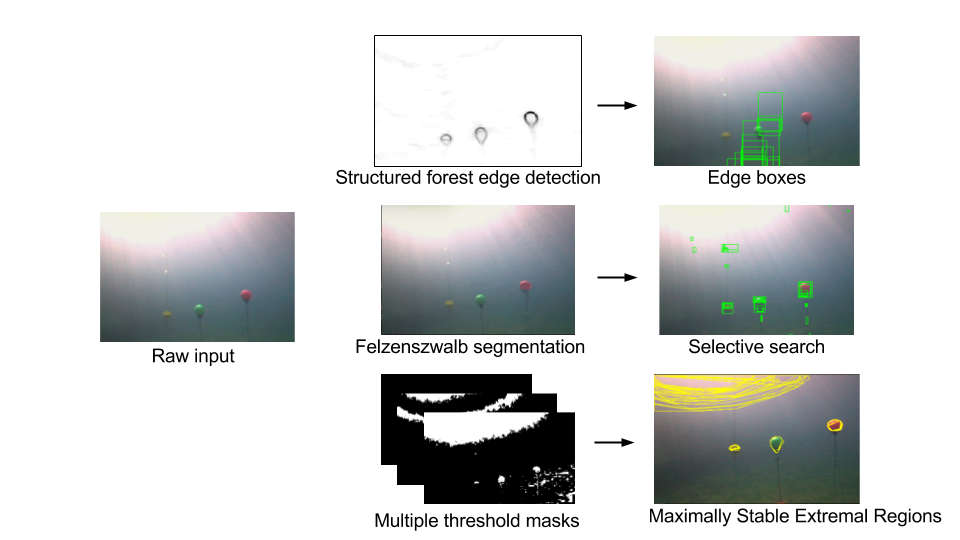 Structured forest edge detection
Edge boxes
Raw input
Felzenszwalb segmentation
Selective search
Multiple threshold masks
Maximally Stable Extremal Regions